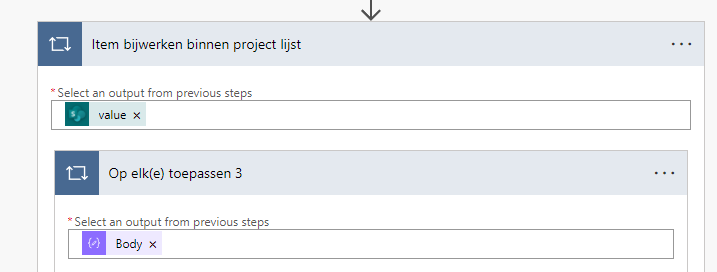 Item bijwerken binnen project lijst
* Select an output from previous steps
value ×
Op elk(e) toepassen 3
* Select an output from previous steps
Body ×